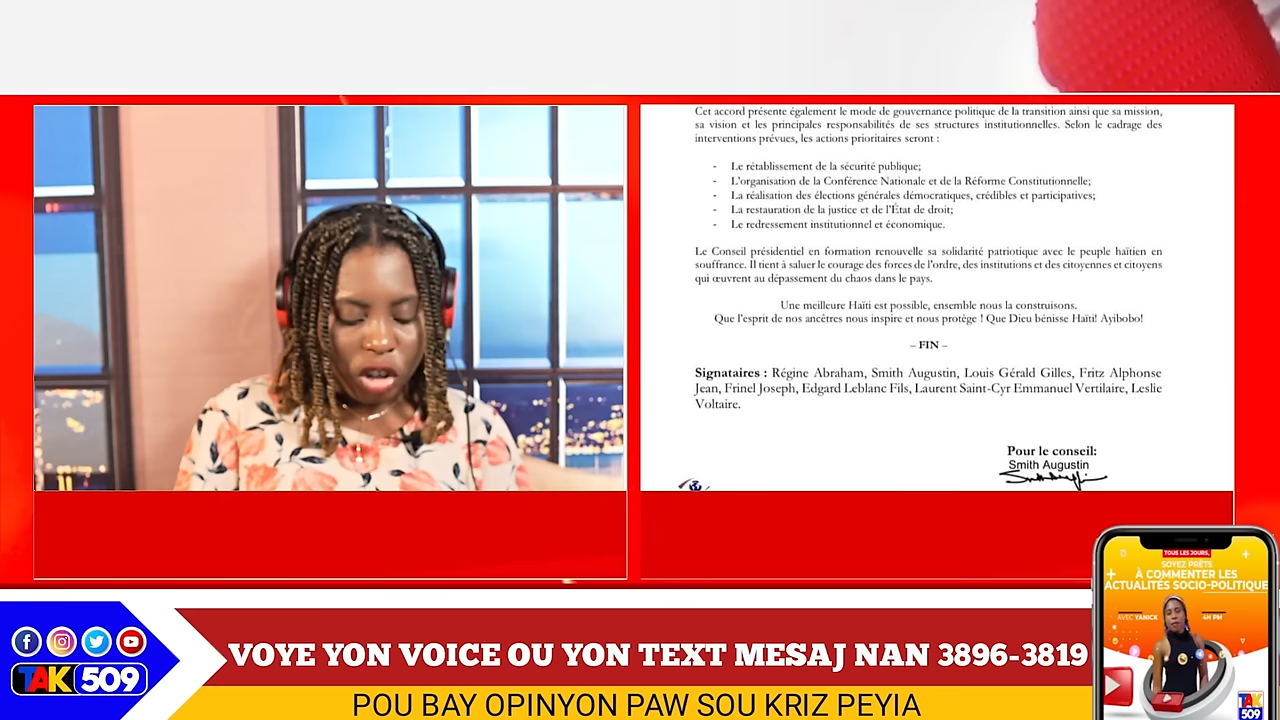 Cet accord présente également le mode de gouvernance politique de la transition ainsi que sa mission,
sa vision et les principales responsabilités de ses structures institutionnelles. Selon le cadrage des
interventions prévues, les actions prioritaires seront :
- Le rétablissement de la sécurité publique;
- L'organisation de la Conférence Nationale et de la Réforme Constitutionnelle;
- La réalisation des élections générales démocratiques, crédibles et participatives;
- La restauration de la justice et de l'État de droit;
- Le redressement institutionnel et économique.
Le Conseil présidentiel en formation renouvelle sa solidarité patriotique avec le peuple haïtien en
souffrance. Il tient à saluer le courage des forces de l'ordre, des institutions et des citoyennes et citoyens
qui œuvrent au dépassement du chaos dans le pays.
Une meilleure Haïti est possible, ensemble nous la construisons.
Que l'esprit de nos ancêtres nous inspire et nous protège ! Que Dieu bénisse Haïti! Ayibobo!
– FIN –
Signataires : Régine Abraham, Smith Augustin, Louis Gérald Gilles, Fritz Alphonse
Jean, Frinel Joseph, Edgard Leblanc Fils, Laurent Saint-Cyr Emmanuel Vertilaire, Leslie
Voltaire.
Pour le conseil:
Smith Augustin
TOUS LES JOURS,
SOYEZ PRÊTS
À COMMENTER LES
ACTUALITÉS SOCIO-POLITIQUE
AVEC YANICK
4H PM
TAK 509
TAK 509
VOYE YON VOICE OU YON TEXT MESAJ NAN 3896-3819
POU BAY OPINYON PAW SOU KRIZ PEYIA